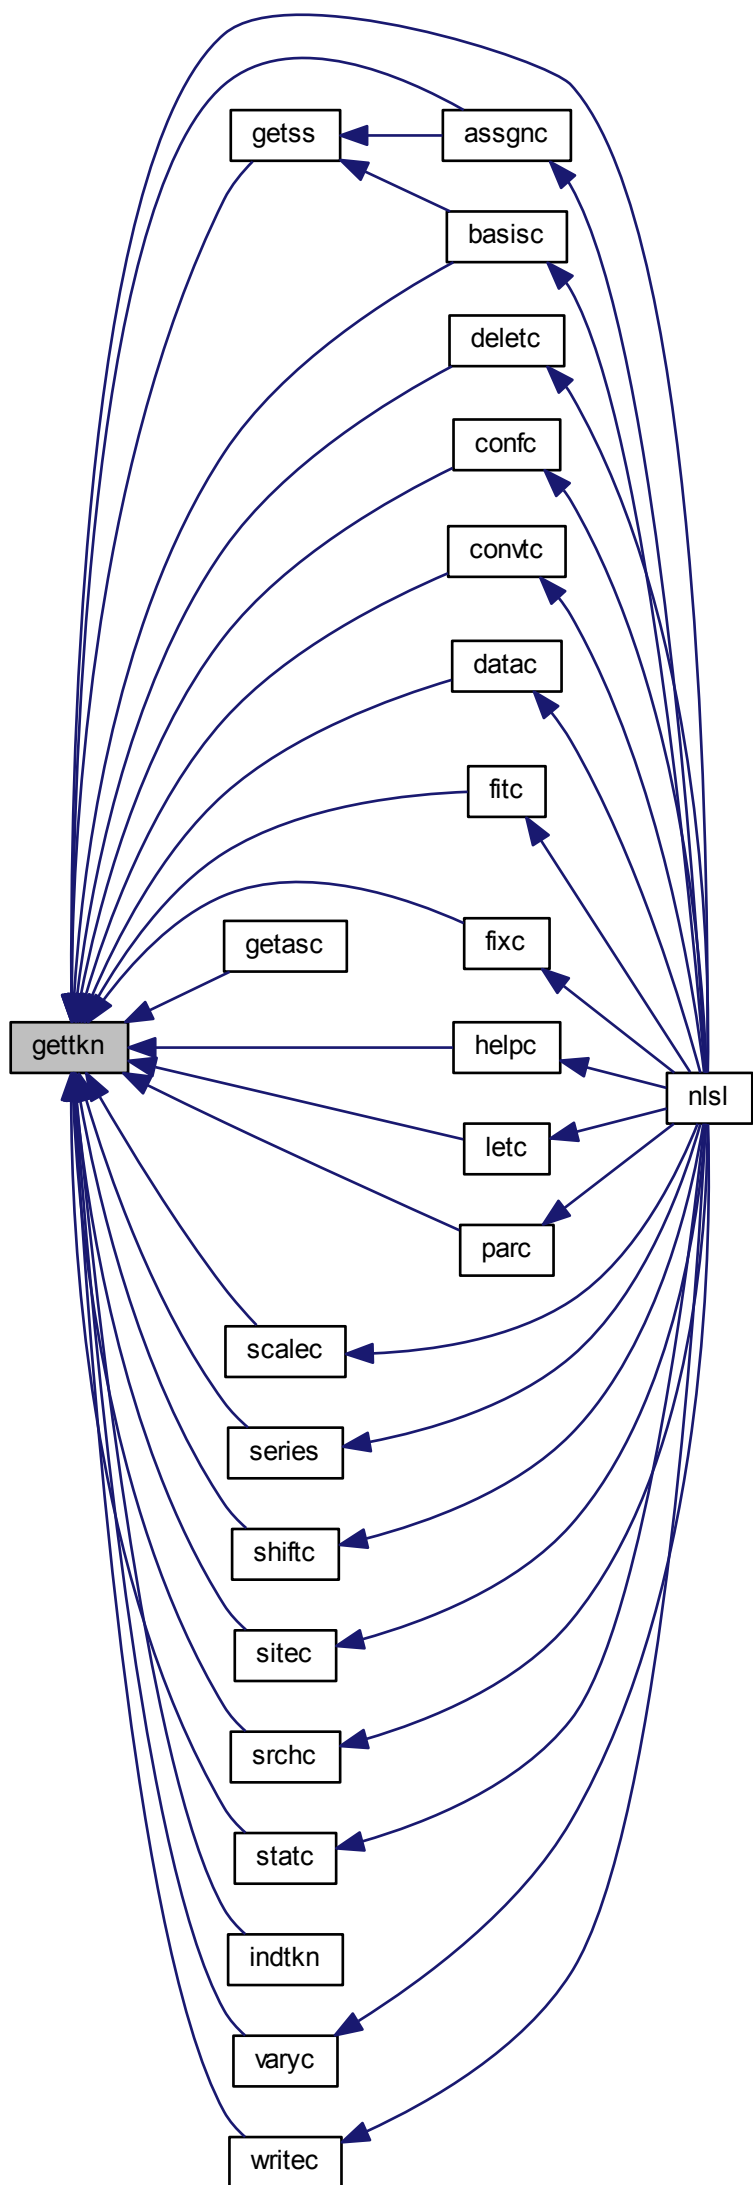 getss
assgnc
basisc
deletc
confc
convtc
datac
fitc
fixc
getasc
gettkn
helpc
nlsl
letc
parc
scalec
series
shiftc
sitec
srchc
statc
indtkn
varyc
writec